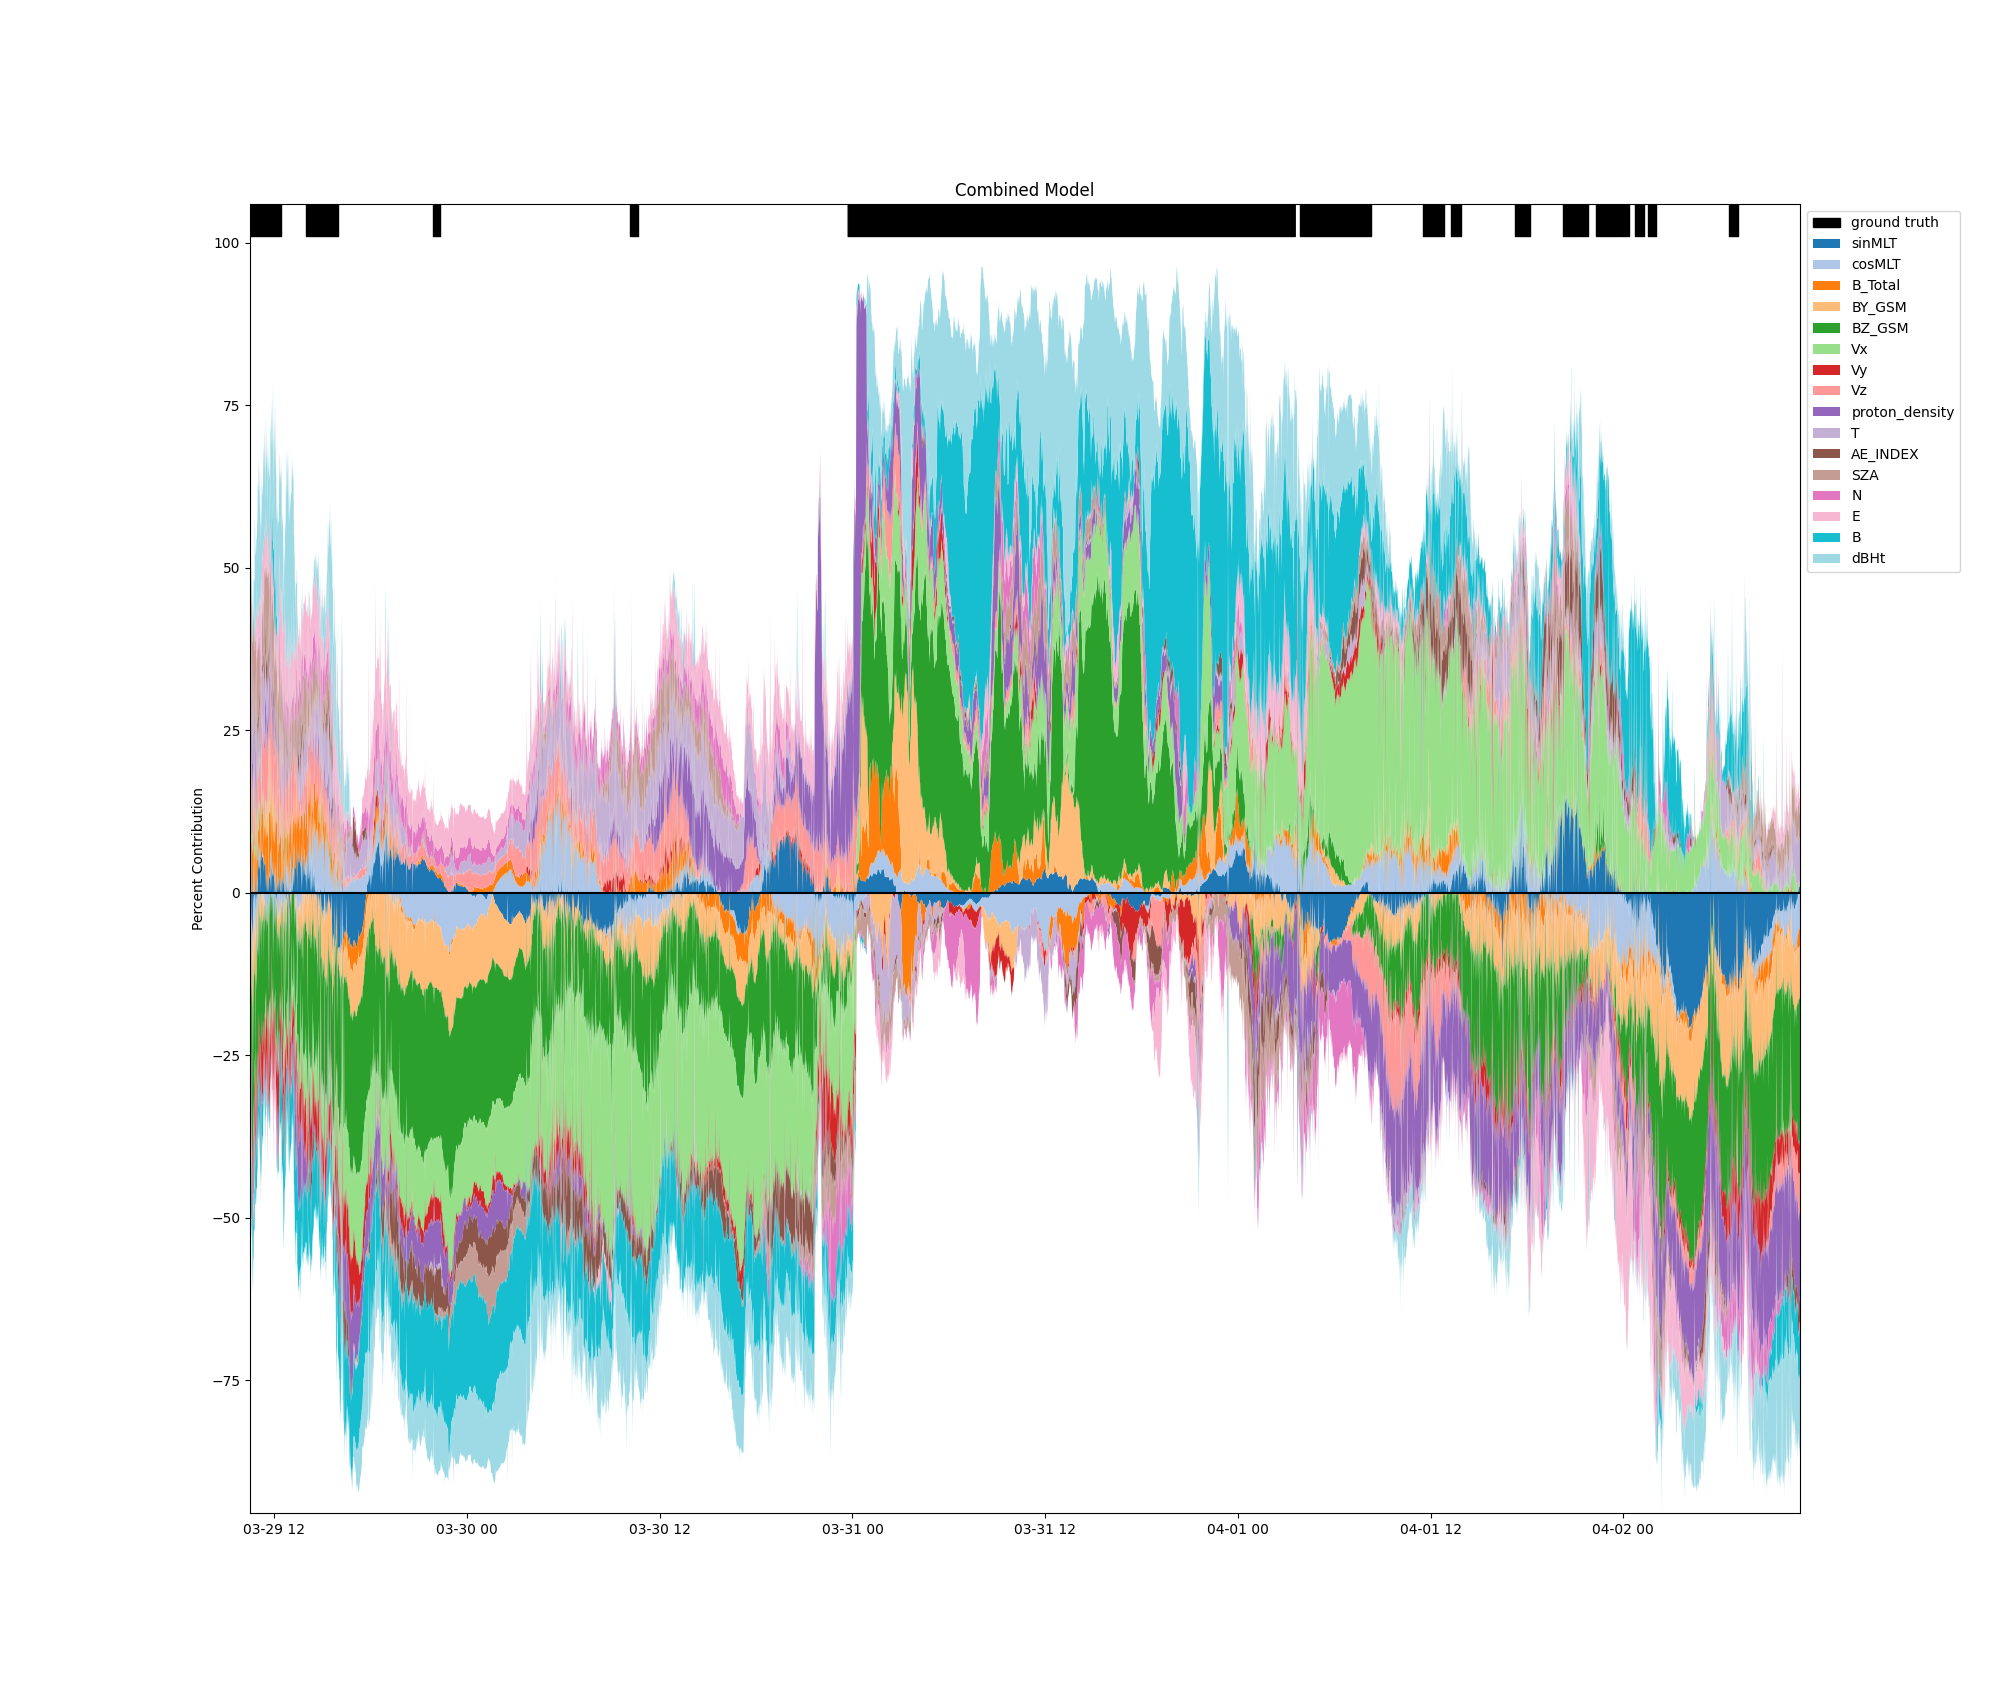 Combined Model
100
75
50
25
0
−25
−50
−75
Percent Contribution
03-29 12
03-30 00
03-30 12
03-31 00
03-31 12
04-01 00
04-01 12
04-02 00
ground truth
sinMLT
cosMLT
B_Total
BY_GSM
BZ_GSM
Vx
Vy
Vz
proton_density
T
AE_INDEX
SZA
N
E
B
dBHt